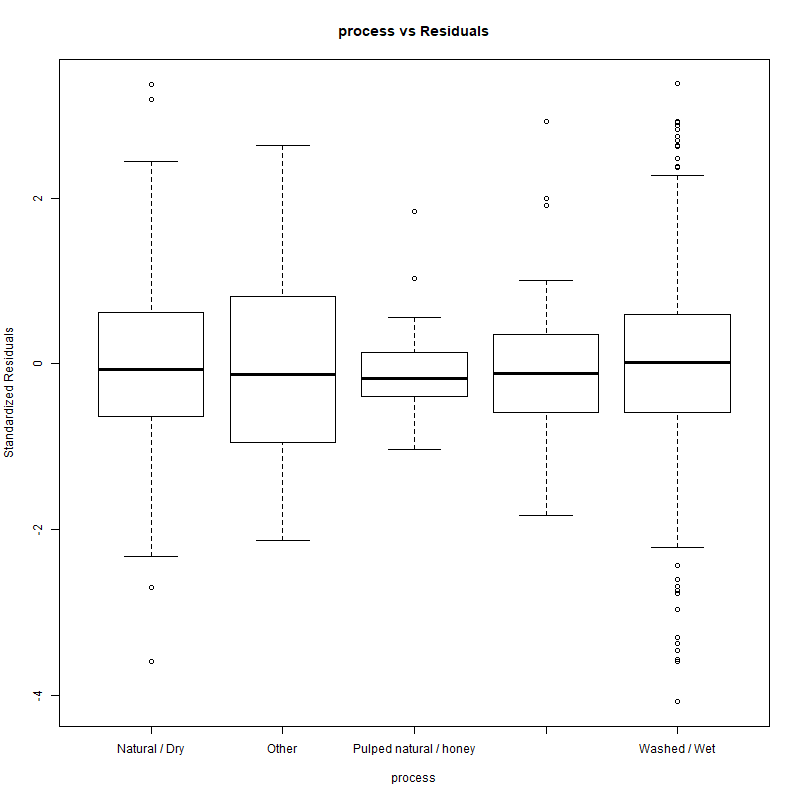 process vs Residuals
Standardized Residuals
2
0
-2
-4
Natural / Dry
Other
Pulped natural / honey
Washed / Wet
process